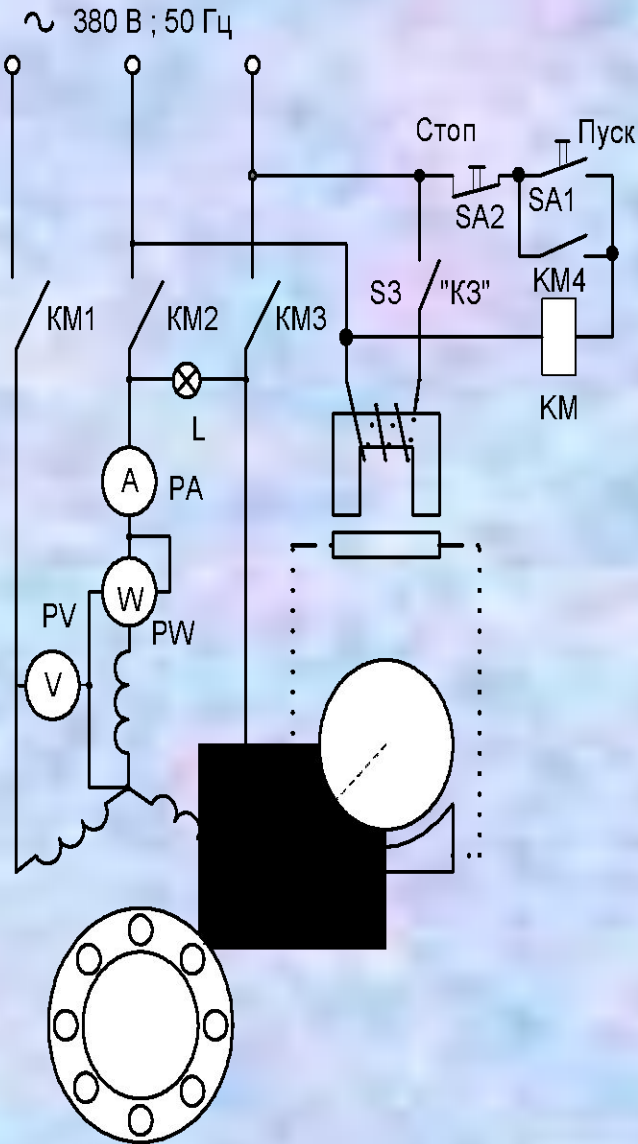 ~ 380 В ; 50 Гц
Стоп
Пуск
SA2
SA1
S3
"КЗ"
КМ4
КМ1
КМ2
КМ3
КМ
L
A
PA
W
PV
PW
V